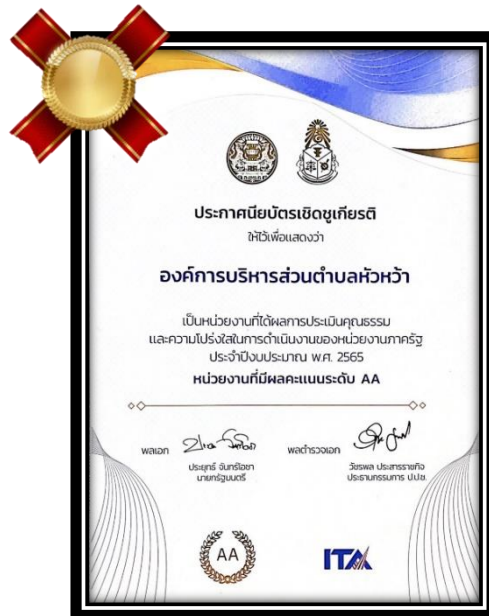 ประกาศนียบัตรเชิดชูเกียรติ
ให้ไว้เพื่อแสดงว่า
องค์การบริหารส่วนตำบลหัวหว้า
เป็นหน่วยงานที่ได้ผลการประเมินคุณธรรม
และความโปร่งใสในการดำเนินงานของหน่วยงานภาครัฐ
ประจำปีงบประมาณ พ.ศ. 2565
หน่วยงานที่มีผลคะแนนระดับ AA
พลเอก
พลตำรวจเอก
ประยุทธ์ จันทร์โอชา
วัชรพล ประสารราชกิจ
นายกรัฐมนตรี
ประธานกรรมการ ป.ป.ช.
AA
ITA